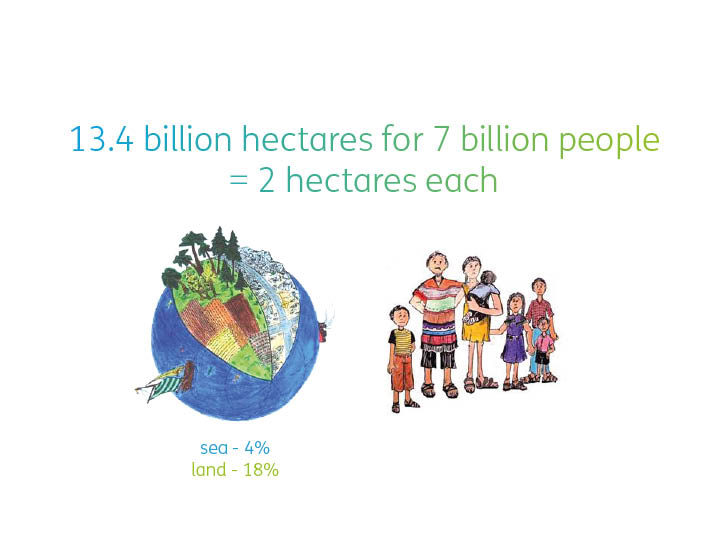 13.4 billion hectares for 7 billion people
= 2 hectares each
sea - 4%
land - 18%